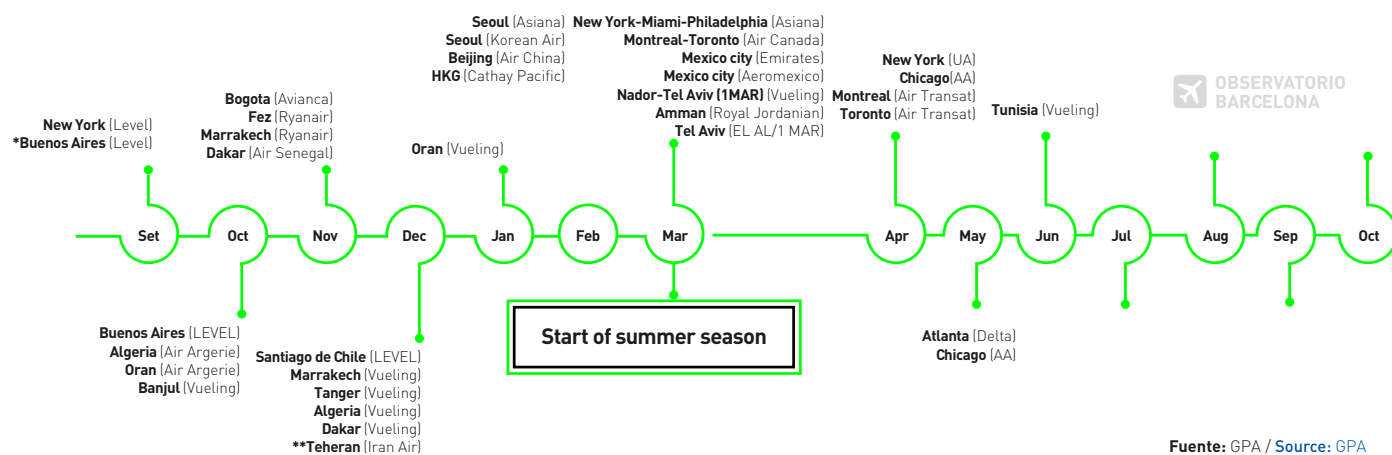 New York (Level)
*Buenos Aires (Level)
Bogota (Avianca)
Fez (Ryanair)
Marrakech (Ryanair)
Dakar (Air Senegal)
Oran (Vueling)
Seoul (Asiana)
Seoul (Korean Air)
Beijing (Air China)
HKG (Cathay Pacific)
New York-Miami-Philadelphia (Asiana)
Montreal-Toronto (Air Canada)
Mexico city (Emirates)
Mexico city (Aeromexico)
Nador-Tel Aviv (1MAR) (Vueling)
Amman (Royal Jordanian)
Tel Aviv (EL AL/1 MAR)
New York (UA)
Chicago(AA)
Montreal (Air Transat)
Toronto (Air Transat)
Tunisia (Vueling)
OBSERVATORIO
BARCELONA
Set Oct Nov Dec Jan Feb Mar Apr May Jun Jul Aug Sep Oct
Buenos Aires (LEVEL)
Algeria (Air Argerie)
Oran (Air Argerie)
Banjul (Vueling)
Santiago de Chile (LEVEL)
Marrakech (Vueling)
Tanger (Vueling)
Algeria (Vueling)
Dakar (Vueling)
**Teheran (Iran Air)
Start of summer season
Atlanta (Delta)
Chicago (AA)
Fuente: GPA / Source: GPA